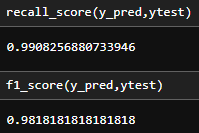 recall_score(y_pred,ytest)
0.9908256880733946
f1_score(y_pred,ytest)
0.9818181818181818